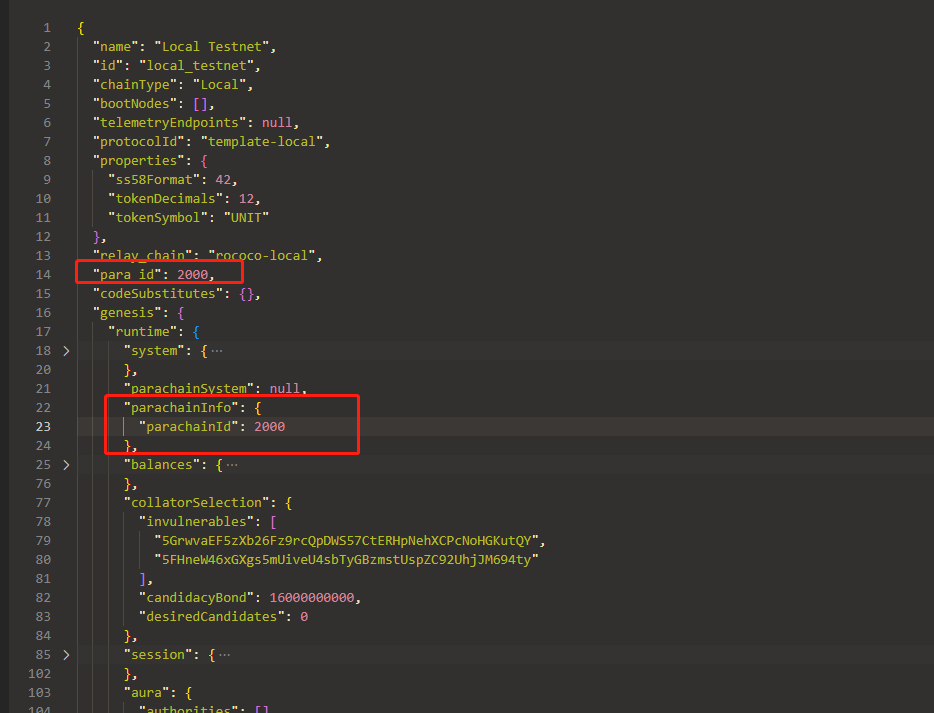 1 {
2 "name": "Local Testnet",
3 "id": "local_testnet",
4 "chainType": "Local",
5 "bootNodes": [],
6 "telemetryEndpoints": null,
7 "protocolId": "template-local",
8 "properties": {
9 "ss58Format": 42,
10 "tokenDecimals": 12,
11 "tokenSymbol": "UNIT"
12 },
13 "relay_chain": "rococo-local",
14 "para_id": 2000,
15 "codeSubstitutes": {},
16 "genesis": {
17 "runtime": {
18 > "system": { ···
20 },
21 "parachainSystem": null,
22 "parachainInfo": {
23 "parachainId": 2000
24 },
25 > "balances": { ···
76 },
77 "collatorSelection": {
78 "invulnerables": [
79 "5GrwvaEF5zXb26Fz9rcQpDWS57CtERHpNehXCPcNoHGKutQY",
80 "5FHneW46xGXgs5mUiveU4sbTyGBzmstUspZC92UhjJM694ty"
81 ],
82 "candidacyBond": 16000000000,
83 "desiredCandidates": 0
84 },
85 > "session": { ···
102 },
103 "aura": {
104 "authorities": []